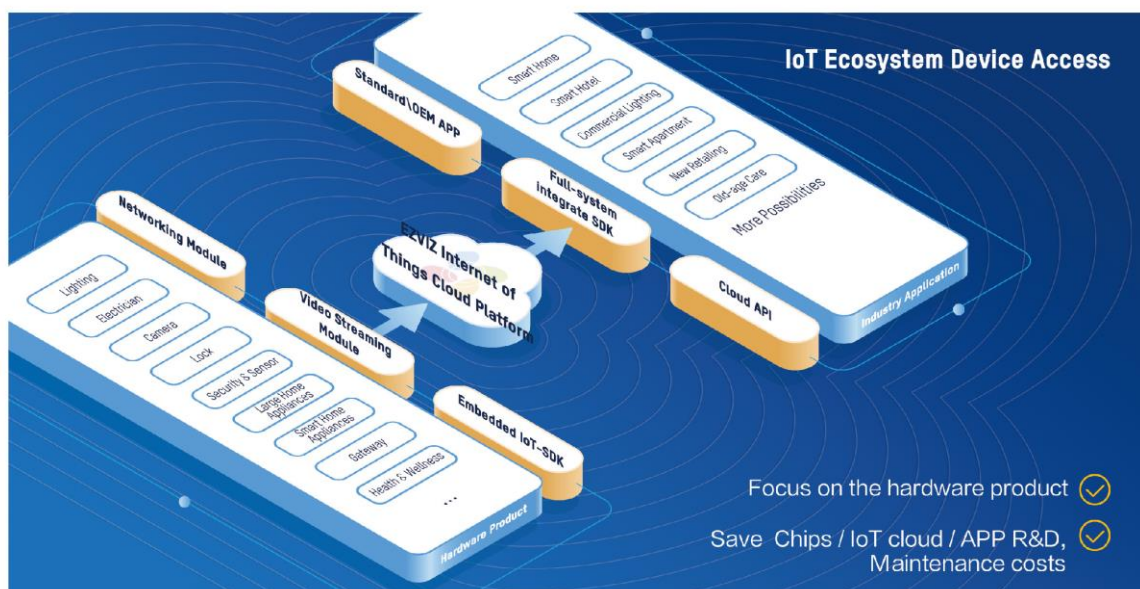 IoT Ecosystem Device Access
Smart Home
Smart Hotel
Commercial Lighting
Smart Apartment
New Retailing
Old-age Care
More Possibilities
Industry Application
Standard\OEM APP
Full-system
integrate SDK
Cloud API
EZVIZ Internet of
Things Cloud Platform
Networking Module
Video Streaming
Module
Embedded IoT-SDK
Lighting
Electrician
Camera
Lock
Security & Sensor
Large Home
Appliances
Smart Home
Appliances
Gateway
Health & Wellness
...
Hardware Product
Focus on the hardware product
Save Chips / IoT cloud / APP R&D,
Maintenance costs